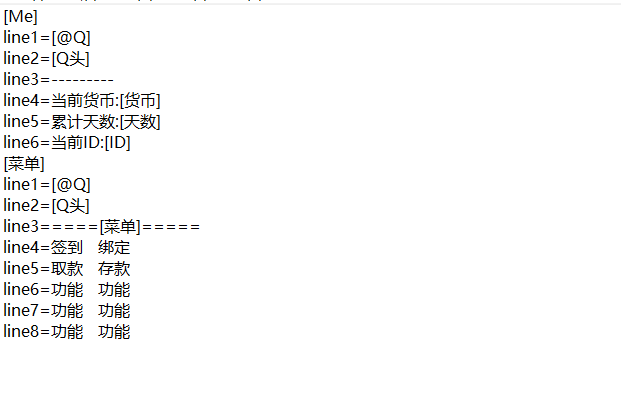 [Me]
line1=[@Q]
line2=[Q头]
line3=---------
line4=当前货币:[货币]
line5=累计天数:[天数]
line6=当前ID:[ID]
[菜单]
line1=[@Q]
line2=[Q头]
line3=====[菜单]=====
line4=签到   绑定
line5=取款   存款
line6=功能   功能
line7=功能   功能
line8=功能   功能